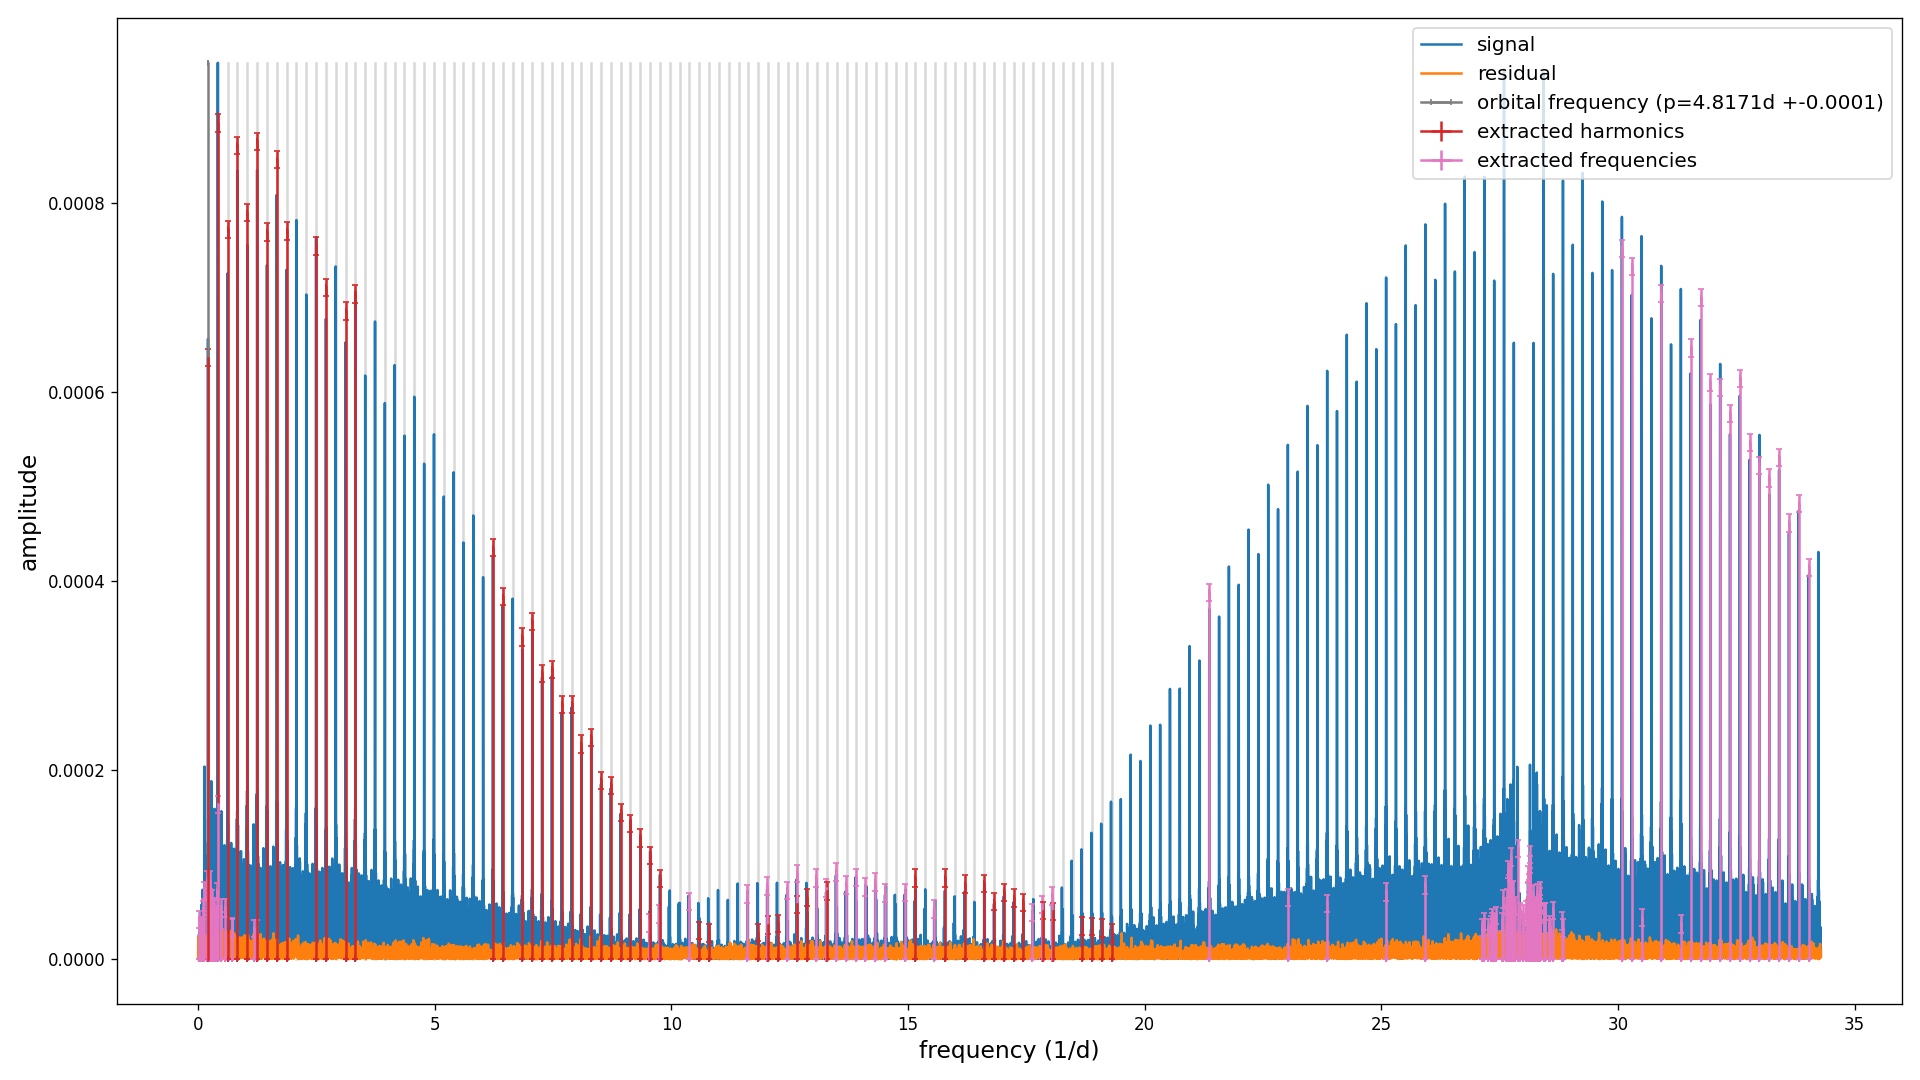 signal
residual
orbital frequency (p=4.8171d +-0.0001)
extracted harmonics
extracted frequencies
amplitude
0.0008
0.0006
0.0004
0.0002
0.0000
0 5 10 15 20 25 30 35
frequency (1/d)